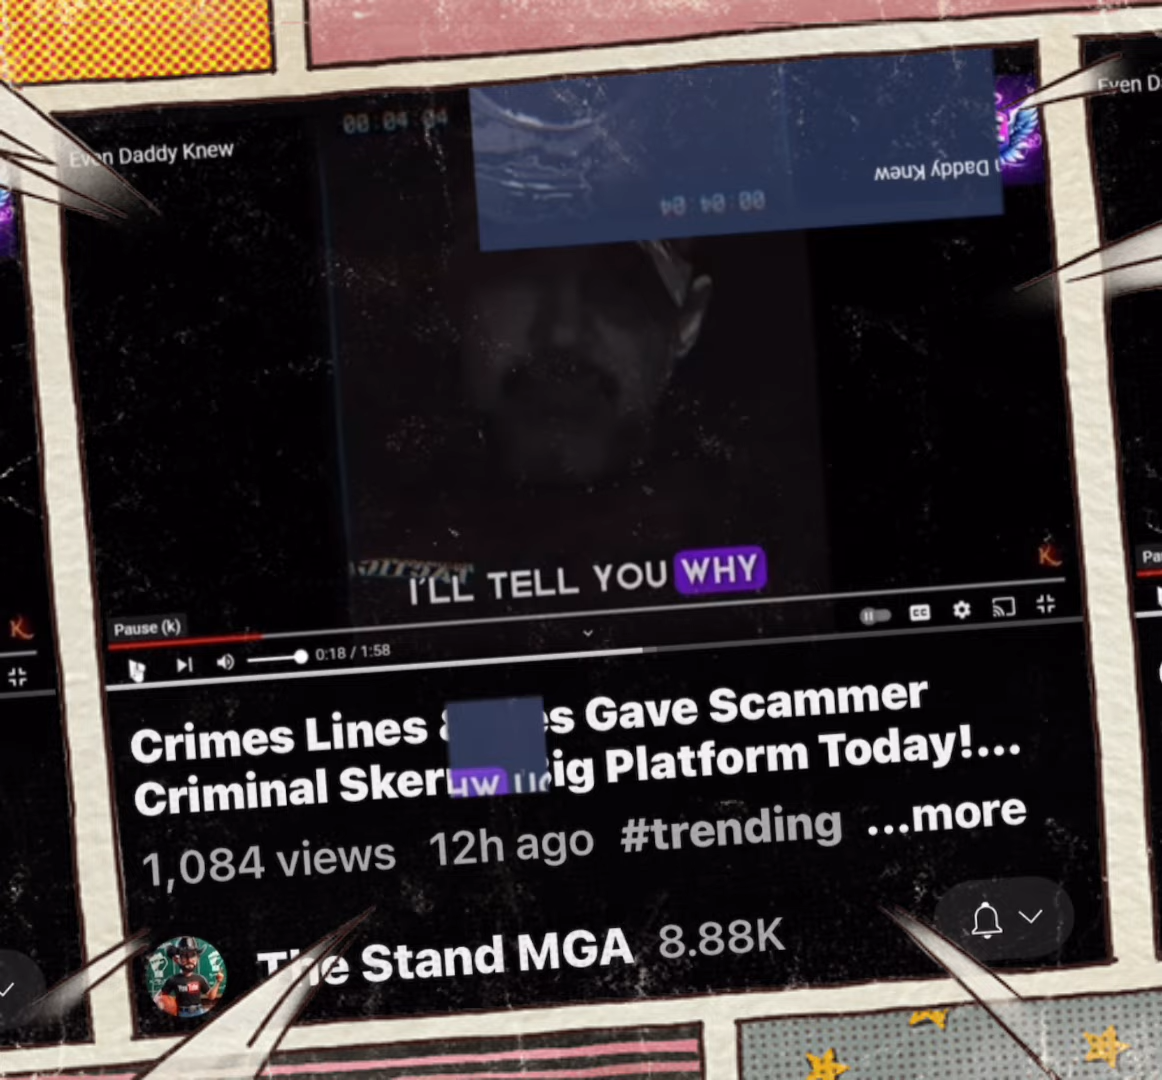 Even Daddy Knew
00:04:04
Daddy Knew
00:04:04
Even D
I'LL TELL YOU WHY
Pause (k)
0:18 / 1:58
Crimes Lines & Gave Scammer
Criminal Platform Today!...
1,084 views 12h ago #trending ...more
The Stand MGA 8.88K